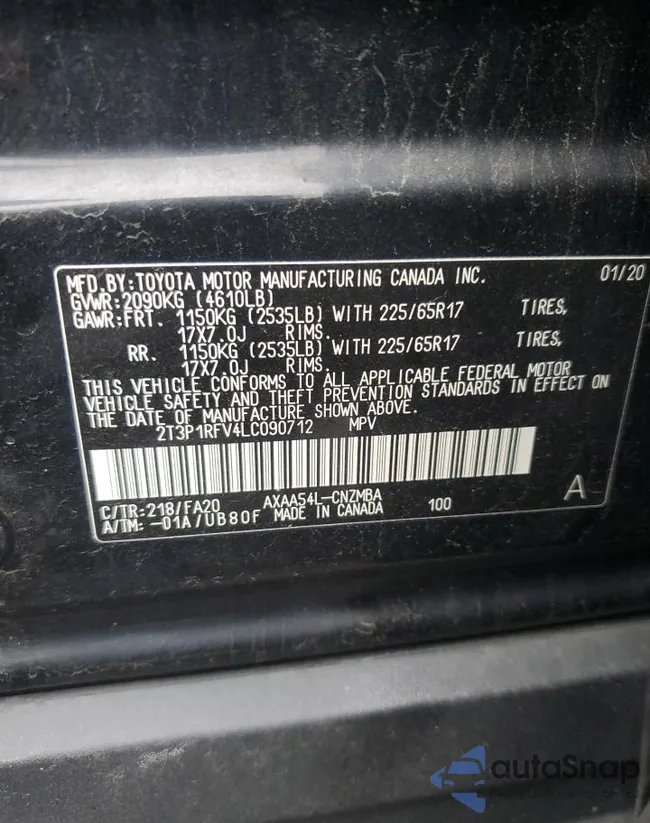 MFD.BY:TOYOTA MOTOR MANUFACTURING CANADA INC. 01/20
GVWR:2090KG (4610LB)
GAWR:FRT. 1150KG (2535LB) WITH 225/65R17 TIRES,
17X7.0J RIMS.
RR. 1150KG (2535LB) WITH 225/65R17 TIRES,
17X7.0J RIMS.
THIS VEHICLE CONFORMS TO ALL APPLICABLE FEDERAL MOTOR
VEHICLE SAFETY AND THEFT PREVENTION STANDARDS IN EFFECT ON
THE DATE OF MANUFACTURE SHOWN ABOVE.
2T3P1RFV4LC090712 MPV
C/TR:218/FA20 AXAA54L-CNZMBA A
A/TM: -01A/UB80F MADE IN CANADA 100
autaSnap